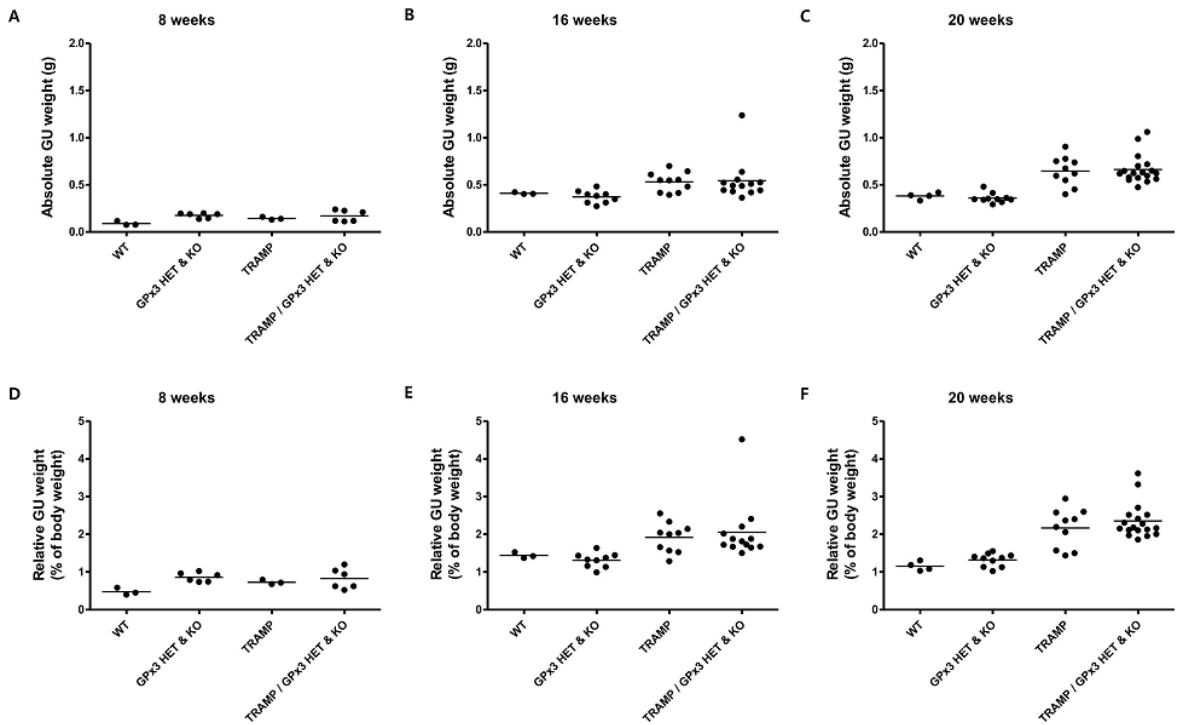 A
8 weeks
Absolute GU weight (g)
2.0
1.5
1.0
0.5
0.0
WT
GPx3 HET & KO
TRAMP
TRAMP / GPx3 HET & KO
B
16 weeks
Absolute GU weight (g)
2.0
1.5
1.0
0.5
0.0
WT
GPx3 HET & KO
TRAMP
TRAMP / GPx3 HET & KO
C
20 weeks
Absolute GU weight (g)
2.0
1.5
1.0
0.5
0.0
WT
GPx3 HET & KO
TRAMP
TRAMP / GPx3 HET & KO
D
8 weeks
Relative GU weight
(% of body weight)
5
4
3
2
1
0
WT
GPx3 HET & KO
TRAMP
TRAMP / GPx3 HET & KO
E
16 weeks
Relative GU weight
(% of body weight)
5
4
3
2
1
0
WT
GPx3 HET & KO
TRAMP
TRAMP / GPx3 HET & KO
F
20 weeks
Relative GU weight
(% of body weight)
5
4
3
2
1
0
WT
GPx3 HET & KO
TRAMP
TRAMP / GPx3 HET & KO